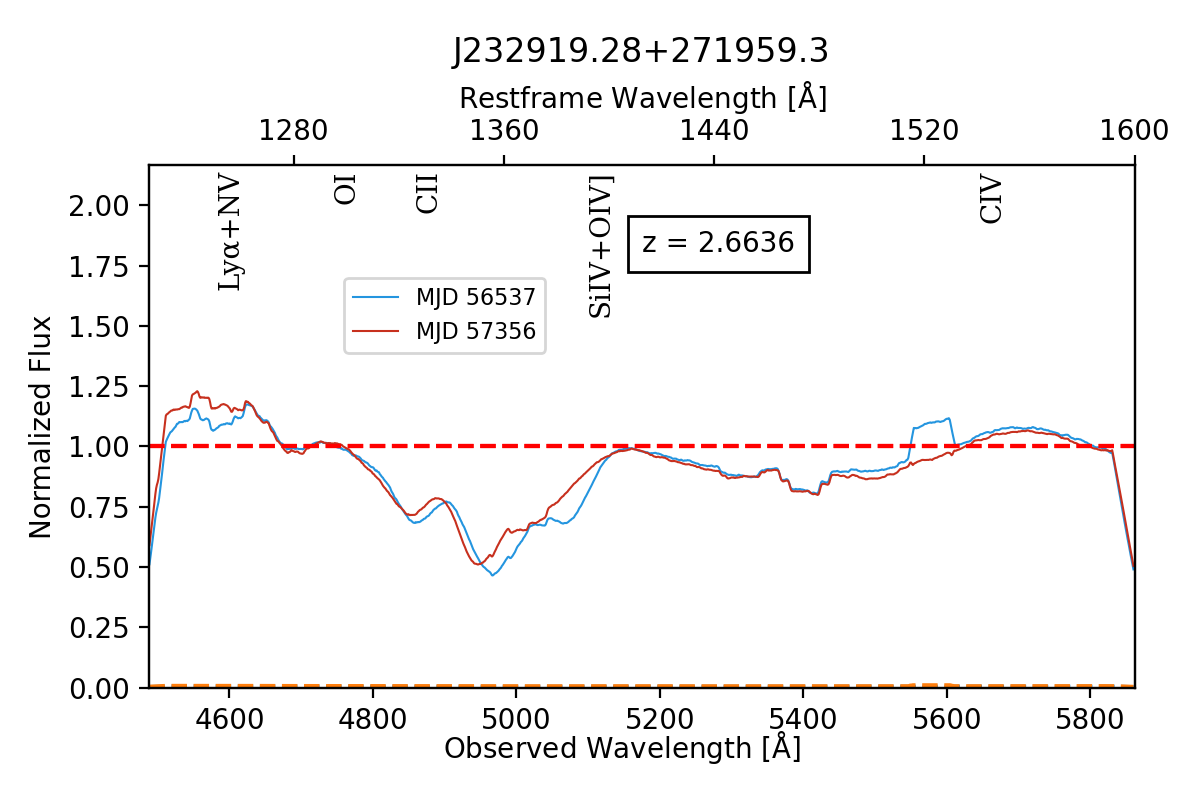 J232919.28+271959.3
Restframe Wavelength [Å]
1280 1360 1440 1520 1600
Lyα+NV
OI
CII
SiIV+OIV]
CIV
z = 2.6636
MJD 56537
MJD 57356
Normalized Flux
2.00
1.75
1.50
1.25
1.00
0.75
0.50
0.25
0.00
4600 4800 5000 5200 5400 5600 5800
Observed Wavelength [Å]